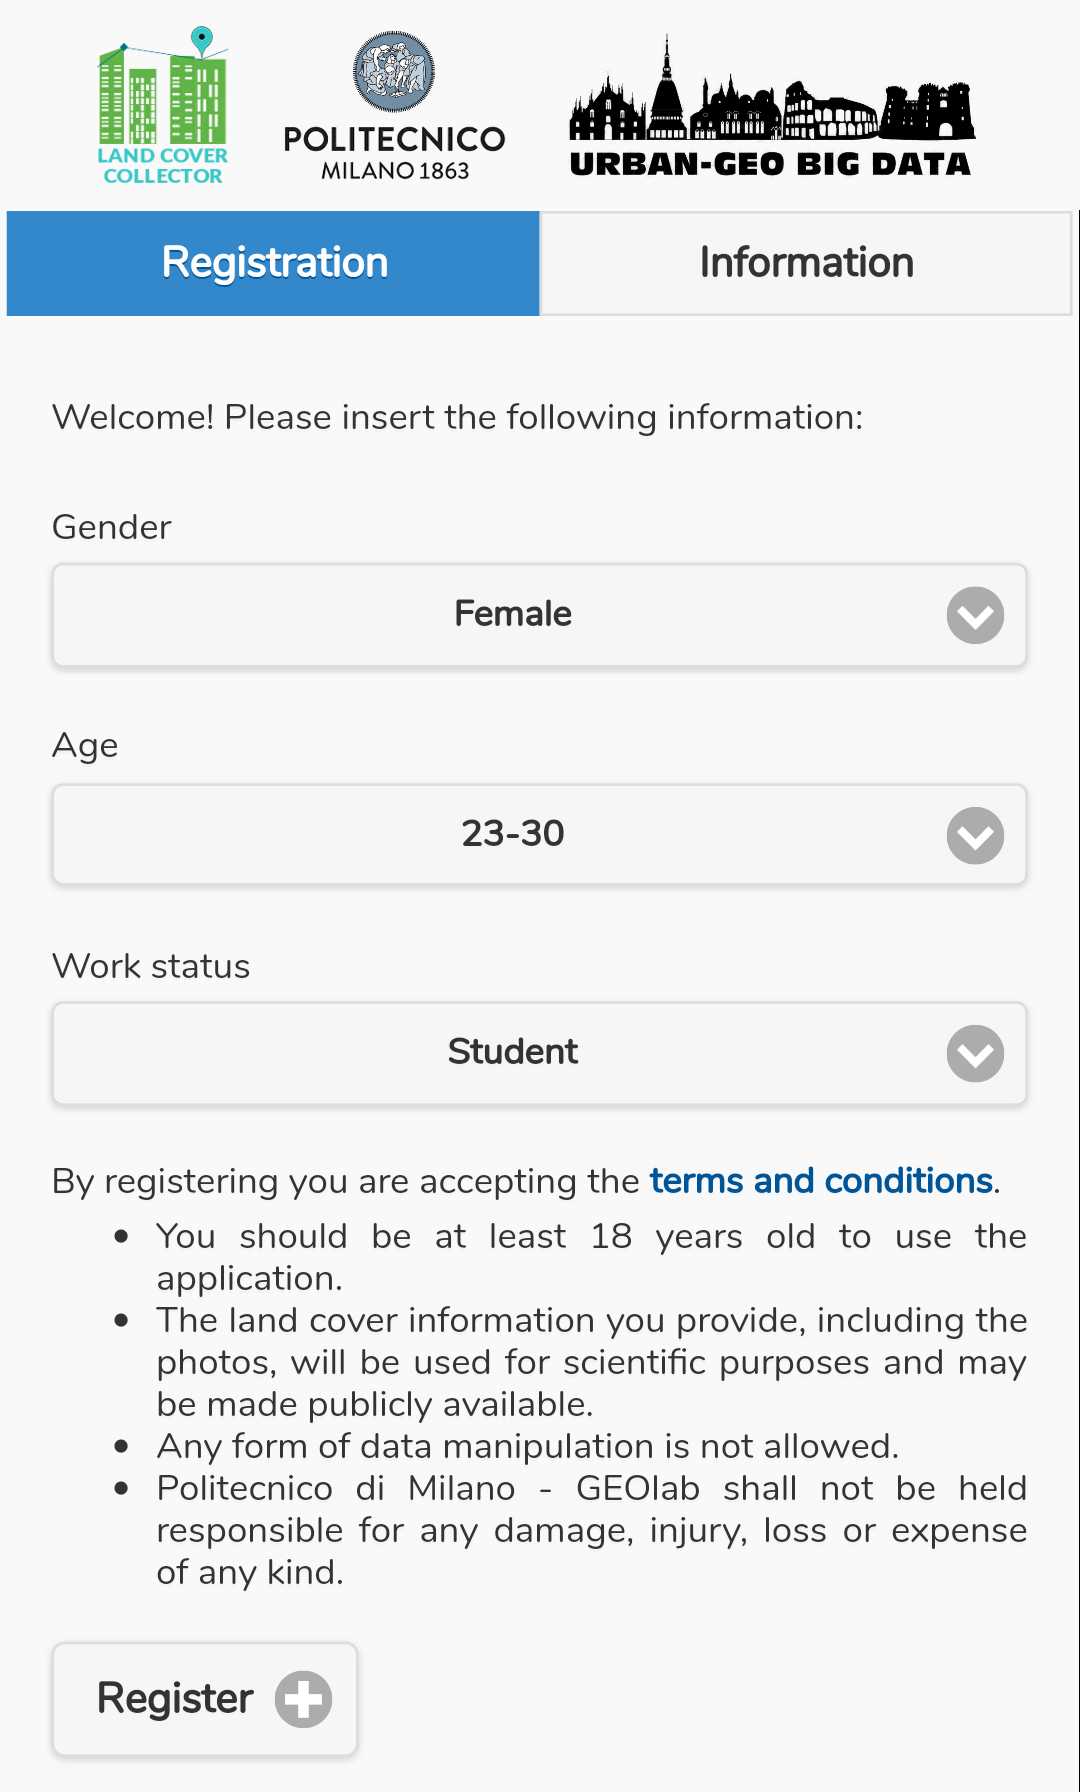 LAND COVER
COLLECTOR
POLITECNICO
MILANO 1863
URBAN-GEO BIG DATA
Registration
Information
Welcome! Please insert the following information:
Gender
Female
Age
23-30
Work status
Student
By registering you are accepting the terms and conditions.
• You should be at least 18 years old to use the
application.
• The land cover information you provide, including the
photos, will be used for scientific purposes and may
be made publicly available.
• Any form of data manipulation is not allowed.
• Politecnico di Milano - GEOlab shall not be held
responsible for any damage, injury, loss or expense
of any kind.
Register